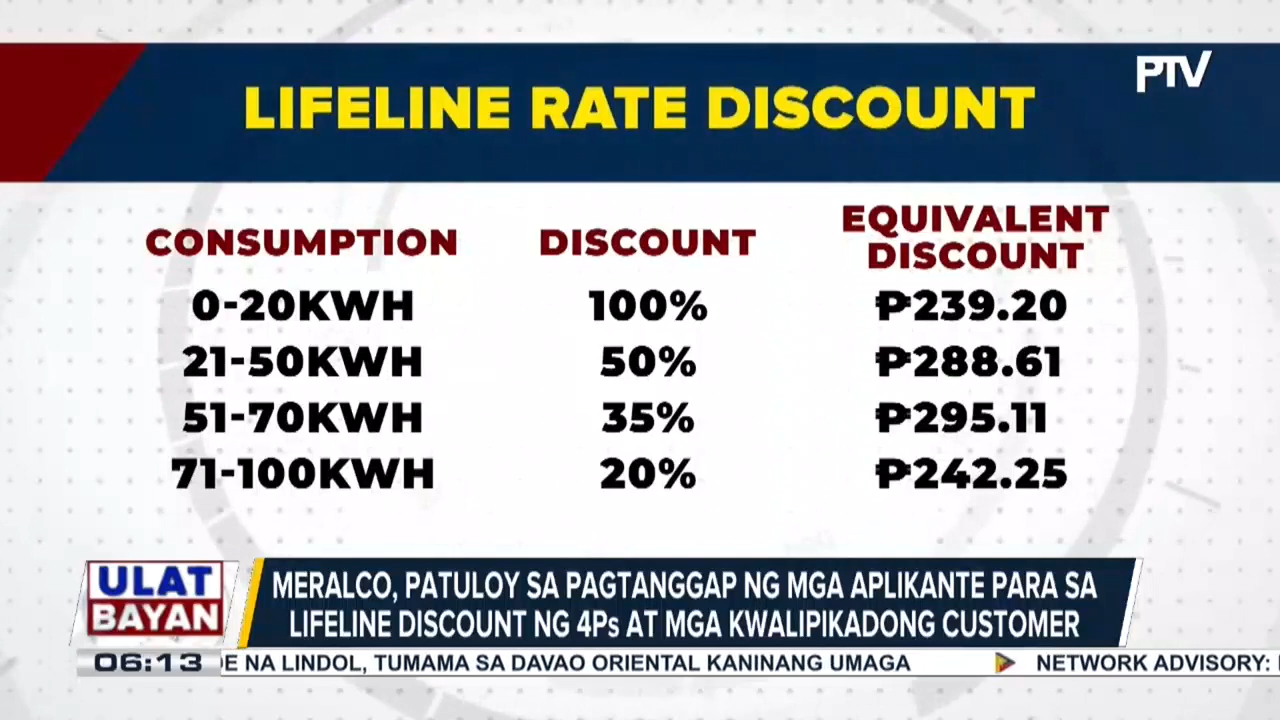 PTV
LIFELINE RATE DISCOUNT
CONSUMPTION DISCOUNT EQUIVALENT DISCOUNT
0-20KWH 100% ₱239.20
21-50KWH 50% ₱288.61
51-70KWH 35% ₱295.11
71-100KWH 20% ₱242.25
ULAT BAYAN
MERALCO, PATULOY SA PAGTANGGAP NG MGA APLIKANTE PARA SA
LIFELINE DISCOUNT NG 4Ps AT MGA KWALIPIKADONG CUSTOMER
06:13 NA LINDOL, TUMAMA SA DAVAO ORIENTAL KANINANG UMAGA NETWORK ADVISORY: